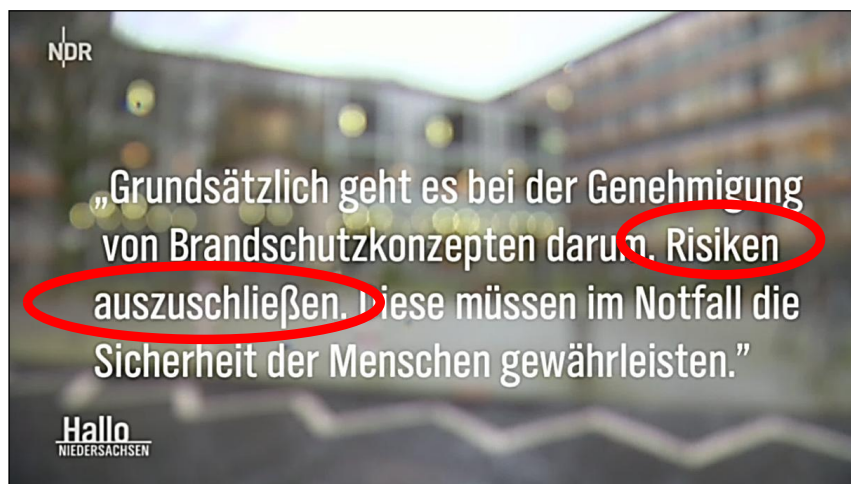 NDR
„Grundsätzlich geht es bei der Genehmigung
von Brandschutzkonzepten darum, Risiken
auszuschließen. Diese müssen im Notfall die
Sicherheit der Menschen gewährleisten.”
Hallo
NIEDERSACHSEN